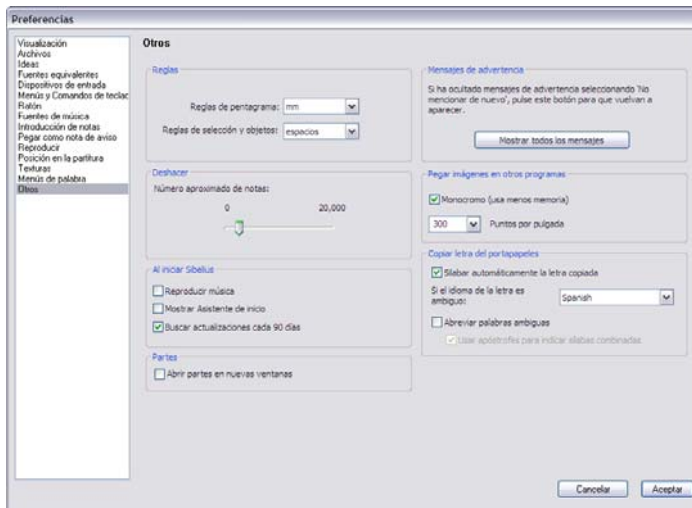 Preferencias
Visualización
Archivos
Ideas
Fuentes equivalentes
Dispositivos de entrada
Menús y Comandos de teclac
Ratón
Fuentes de música
Introducción de notas
Pegar como nota de aviso
Reproducir
Posición en la partitura
Texturas
Menús de palabra
Otros
Otros
Reglas
Reglas de pentagrama: mm
Reglas de selección y objetos: espacios
Deshacer
Número aproximado de notas:
0 20,000
Al iniciar Sibelius
Reproducir música
Mostrar Asistente de inicio
Buscar actualizaciones cada 90 días
Partes
Abrir partes en nuevas ventanas
Mensajes de advertencia
Si ha ocultado mensajes de advertencia seleccionando 'No
mencionar de nuevo', pulse este botón para que vuelvan a
aparecer.
Mostrar todos los mensajes
Pegar imágenes en otros programas
Monocromo (usa menos memoria)
300 Puntos por pulgada
Copiar letra del portapapeles
Silabar automáticamente la letra copiada
Si el idioma de la letra es
ambiguo: Spanish
Abreviar palabras ambiguas
Usar apóstrofes para indicar sílabas combinadas
Cancelar Aceptar